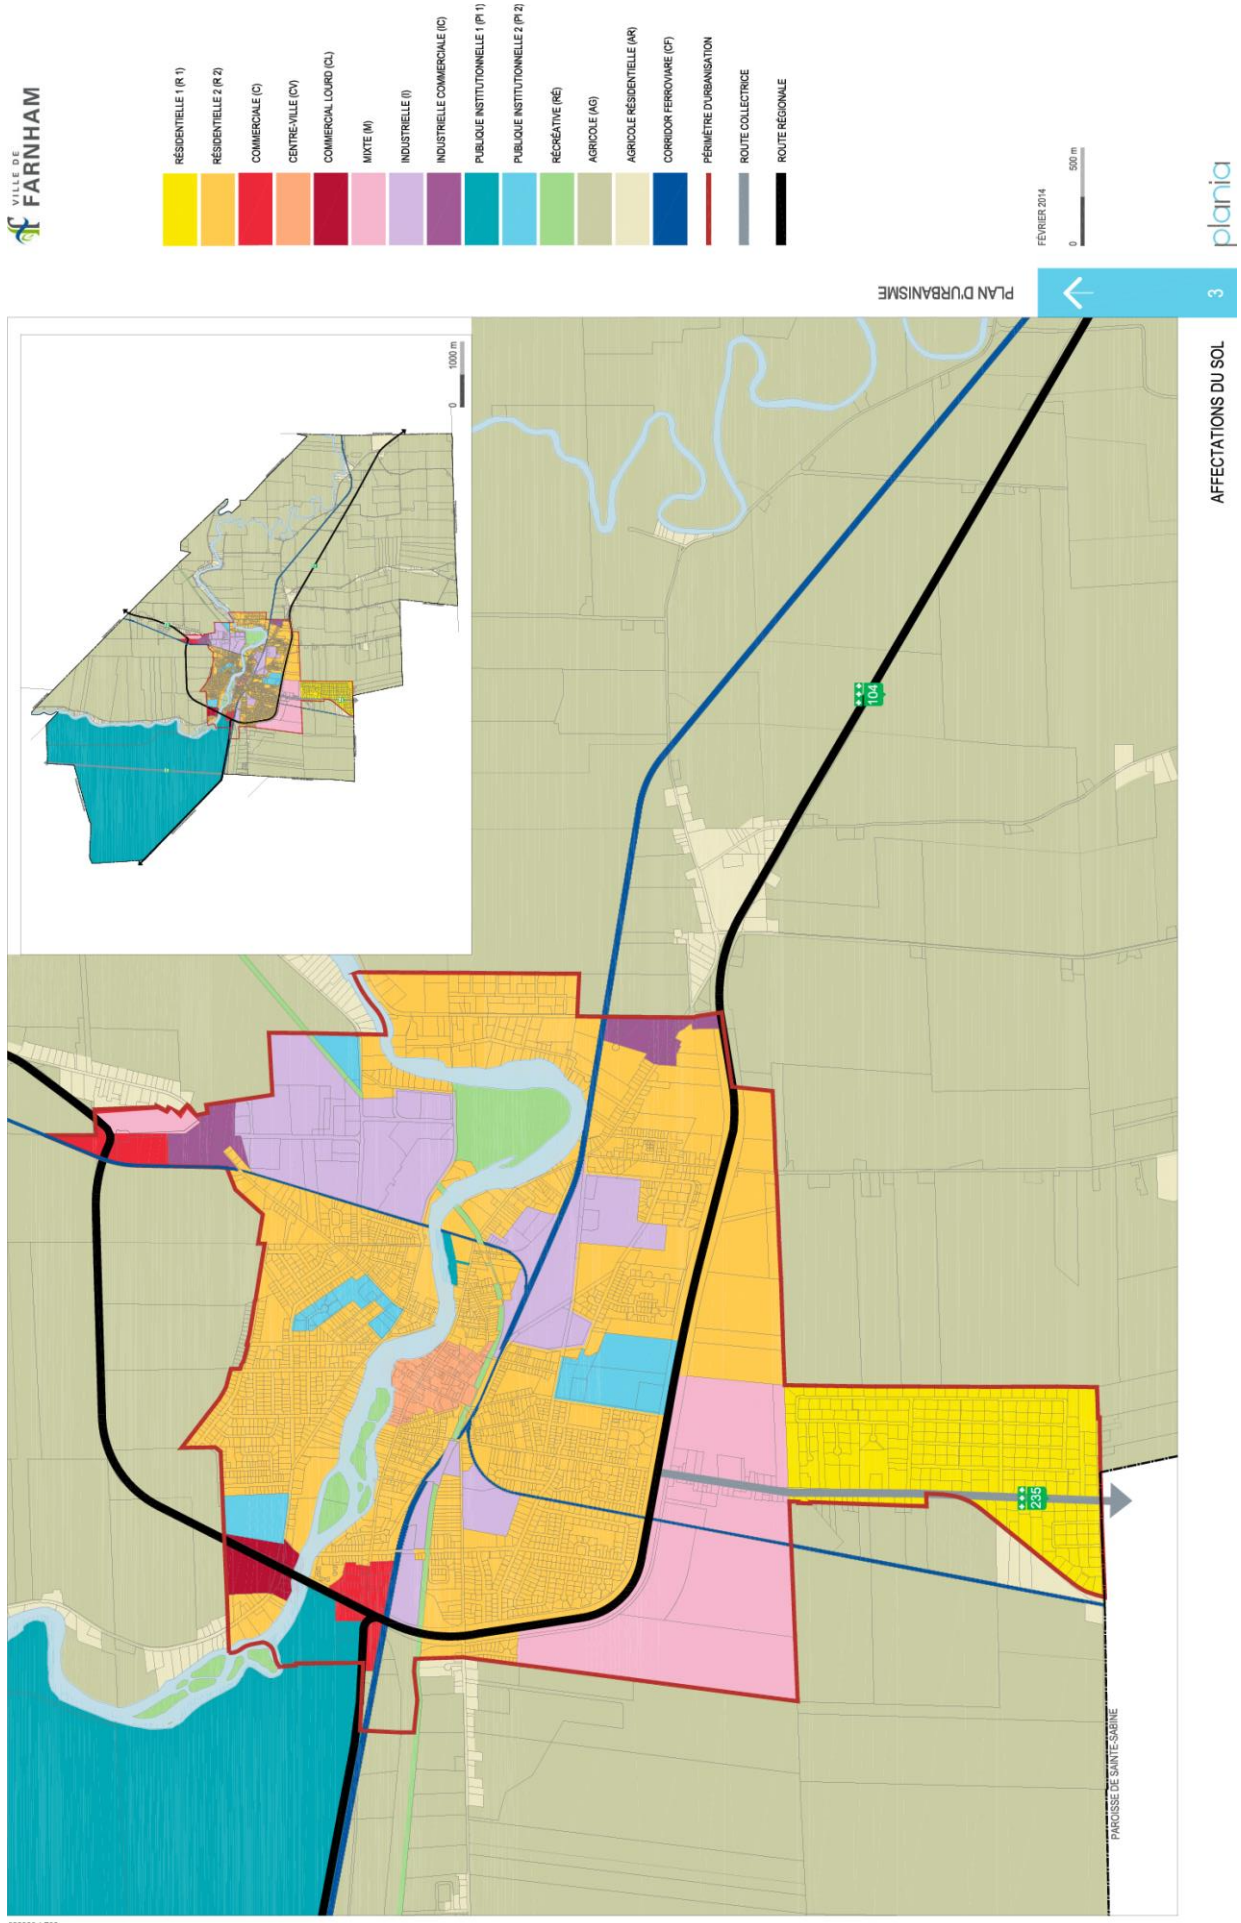 VILLE DE
FARNHAM
RÉSIDENTIELLE 1 (R 1)
RÉSIDENTIELLE 2 (R 2)
COMMERCIALE (C)
CENTRE-VILLE (CV)
COMMERCIAL LOURD (CL)
MIXTE (M)
INDUSTRIELLE (I)
INDUSTRIELLE COMMERCIALE (IC)
PUBLIQUE INSTITUTIONNELLE 1 (PI 1)
PUBLIQUE INSTITUTIONNELLE 2 (PI 2)
RÉCRÉATIVE (RÉ)
AGRICOLE (AG)
AGRICOLE RÉSIDENTIELLE (AR)
CORRIDOR FERROVIARE (CF)
PÉRIMÈTRE D'URBANISATION
ROUTE COLLECTRICE
ROUTE RÉGIONALE
FÉVRIER 2014
0 500 m
plania
PLAN D'URBANISME
3
AFFECTATIONS DU SOL
0 1000 m
104
235
PAROISSE DE SAINTE-SABINE